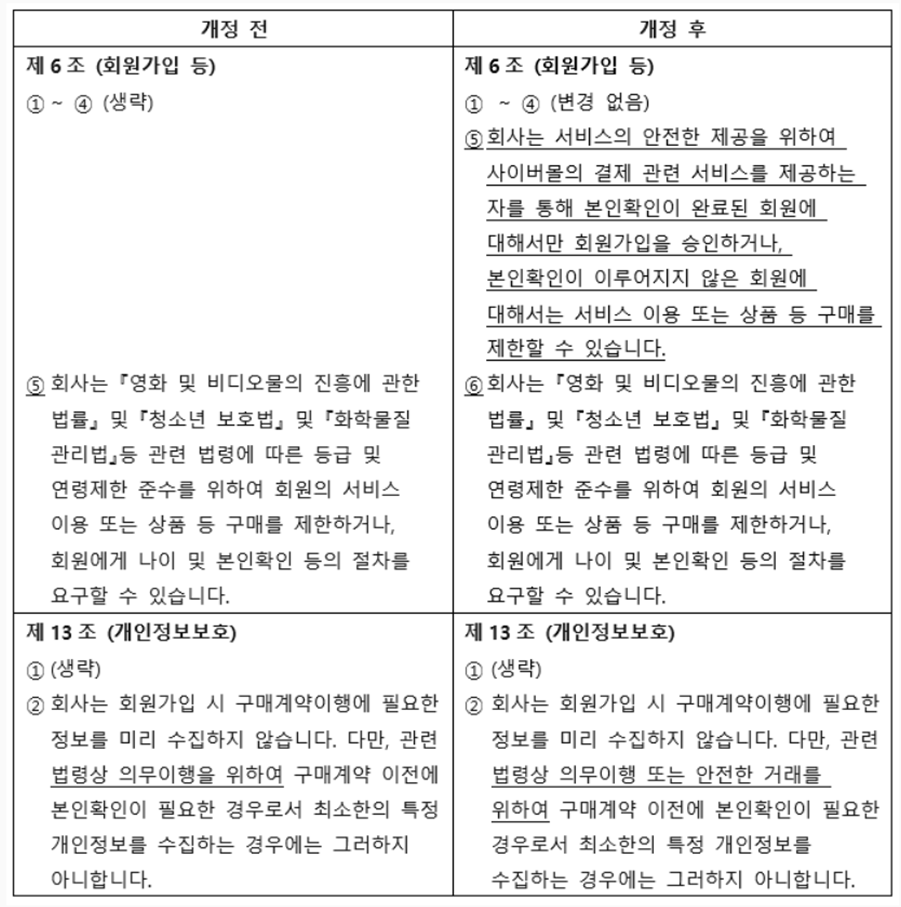 개정 전
개정 후
제 6 조 (회원가입 등)
① ~ ④ (생략)
⑤ 회사는 『영화 및 비디오물의 진흥에 관한
법률』 및 『청소년 보호법』 및 『화학물질
관리법』등 관련 법령에 따른 등급 및
연령제한 준수를 위하여 회원의 서비스
이용 또는 상품 등 구매를 제한하거나,
회원에게 나이 및 본인확인 등의 절차를
요구할 수 있습니다.
제 6 조 (회원가입 등)
① ~ ④ (변경 없음)
⑤ 회사는 서비스의 안전한 제공을 위하여
사이버몰의 결제 관련 서비스를 제공하는
자를 통해 본인확인이 완료된 회원에
대해서만 회원가입을 승인하거나,
본인확인이 이루어지지 않은 회원에
대해서는 서비스 이용 또는 상품 등 구매를
제한할 수 있습니다.
⑥ 회사는 『영화 및 비디오물의 진흥에 관한
법률』 및 『청소년 보호법』 및 『화학물질
관리법』등 관련 법령에 따른 등급 및
연령제한 준수를 위하여 회원의 서비스
이용 또는 상품 등 구매를 제한하거나,
회원에게 나이 및 본인확인 등의 절차를
요구할 수 있습니다.
제 13 조 (개인정보보호)
① (생략)
② 회사는 회원가입 시 구매계약이행에 필요한
정보를 미리 수집하지 않습니다. 다만, 관련
법령상 의무이행을 위하여 구매계약 이전에
본인확인이 필요한 경우로서 최소한의 특정
개인정보를 수집하는 경우에는 그러하지
아니합니다.
제 13 조 (개인정보보호)
① (생략)
② 회사는 회원가입 시 구매계약이행에 필요한
정보를 미리 수집하지 않습니다. 다만, 관련
법령상 의무이행 또는 안전한 거래를
위하여 구매계약 이전에 본인확인이 필요한
경우로서 최소한의 특정 개인정보를
수집하는 경우에는 그러하지 아니합니다.